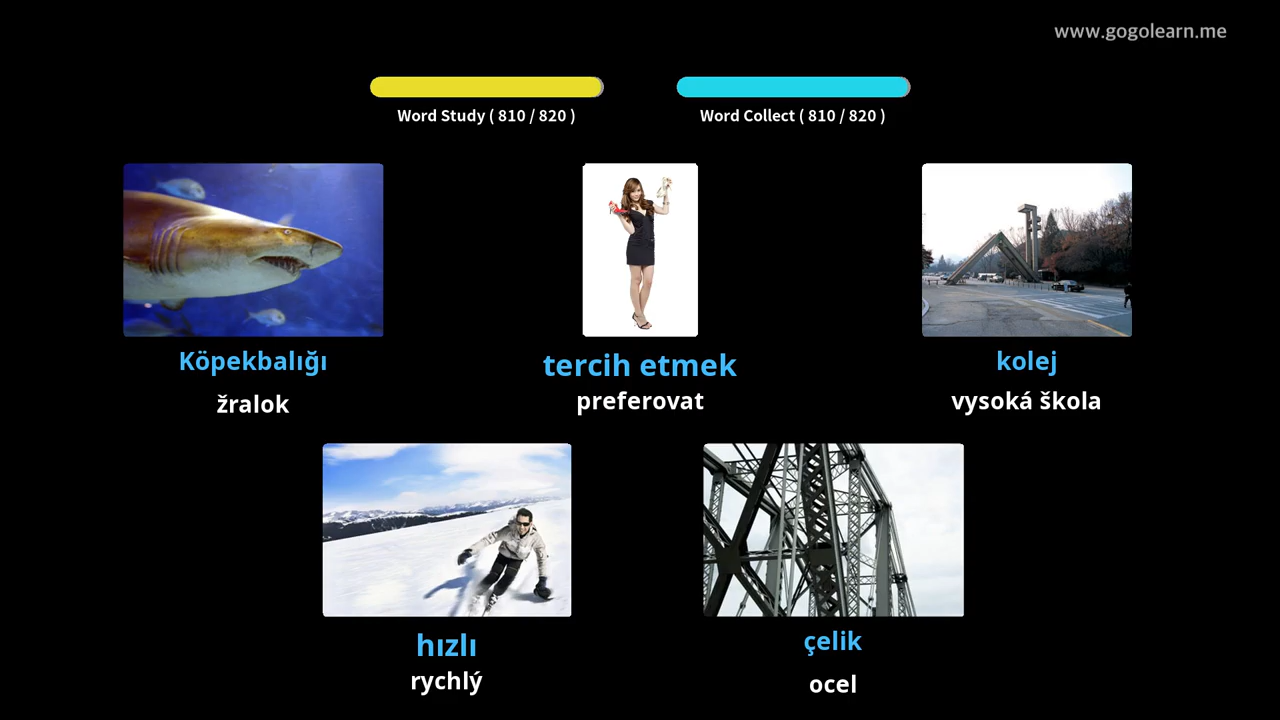 www.gogolearn.me
Word Study ( 810 / 820 )
Word Collect ( 810 / 820 )
Köpekbalığı
tercih etmek
kolej
žralok
preferovat
vysoká škola
hızlı
çelik
rychlý
ocel